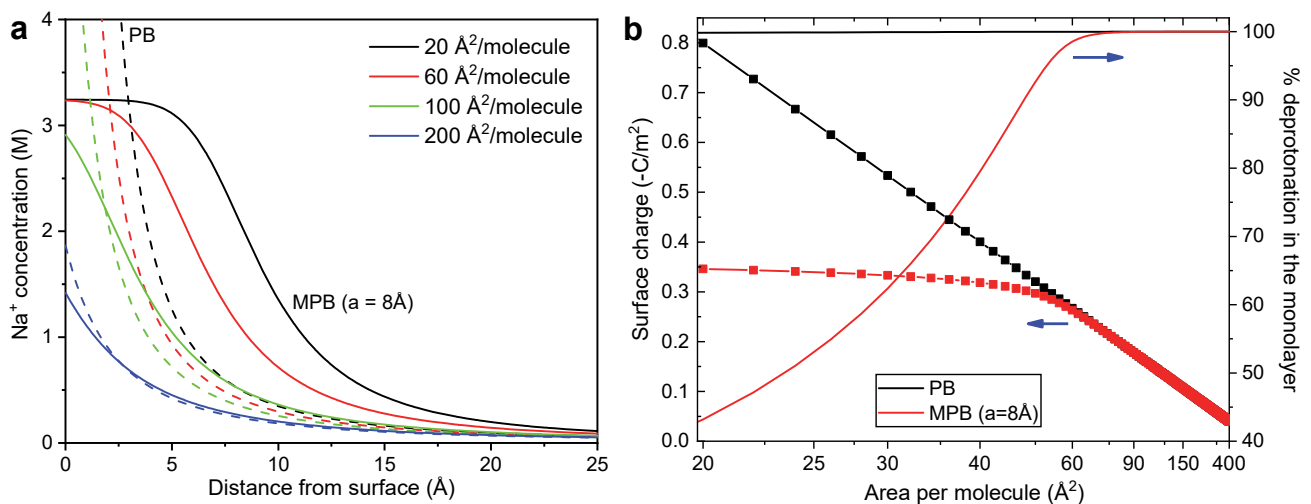 a
Na⁺ concentration (M)
4
3
2
1
0
0
5
10
15
20
25
Distance from surface (Å)
PB
20 Å²/molecule
60 Å²/molecule
100 Å²/molecule
200 Å²/molecule
MPB (a = 8Å)
b
Surface charge (-C/m²)
0.8
0.7
0.6
0.5
0.4
0.3
0.2
0.1
0.0
20
25
30
40
60
90
150
400
Area per molecule (Å²)
PB
MPB (a=8Å)
100
90
80
70
60
50
40
% deprotonation in the monolayer